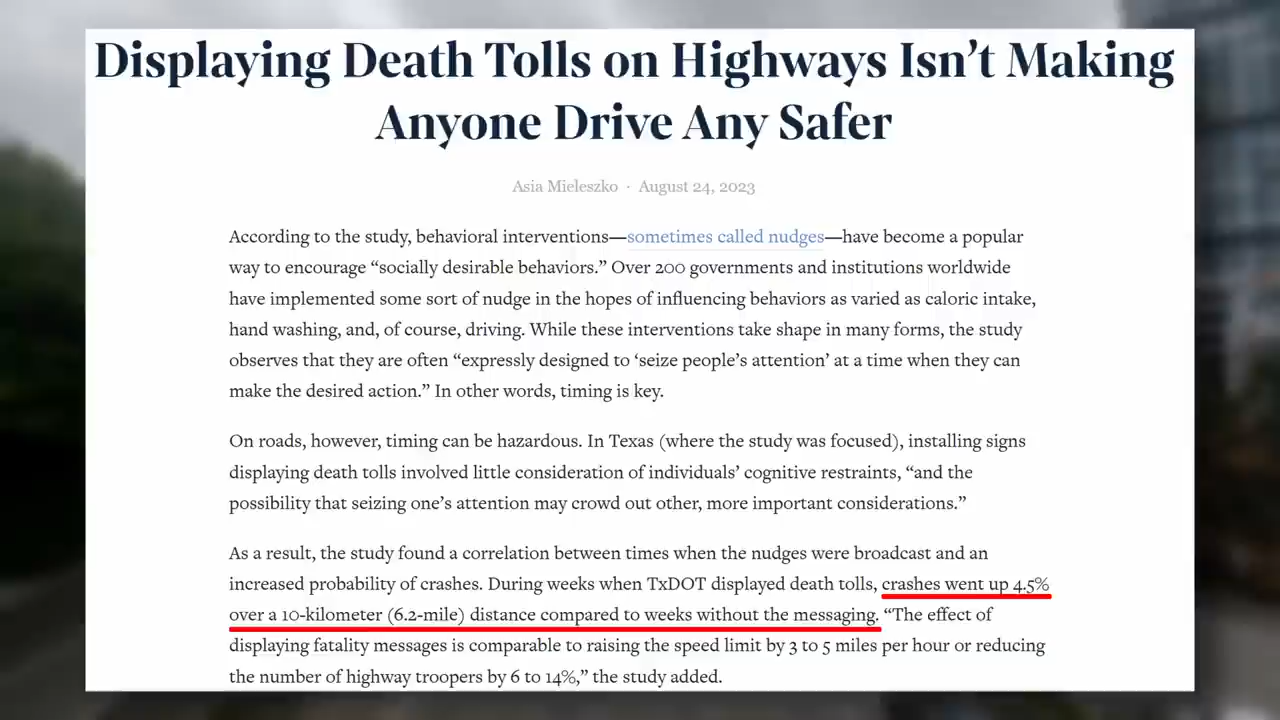 Displaying Death Tolls on Highways Isn’t Making
Anyone Drive Any Safer
Asia Mieleszko · August 24, 2023
According to the study, behavioral interventions—sometimes called nudges—have become a popular
way to encourage “socially desirable behaviors.” Over 200 governments and institutions worldwide
have implemented some sort of nudge in the hopes of influencing behaviors as varied as caloric intake,
hand washing, and, of course, driving. While these interventions take shape in many forms, the study
observes that they are often “expressly designed to ‘seize people’s attention’ at a time when they can
make the desired action.” In other words, timing is key.
On roads, however, timing can be hazardous. In Texas (where the study was focused), installing signs
displaying death tolls involved little consideration of individuals’ cognitive restraints, “and the
possibility that seizing one’s attention may crowd out other, more important considerations.”
As a result, the study found a correlation between times when the nudges were broadcast and an
increased probability of crashes. During weeks when TxDOT displayed death tolls, crashes went up 4.5%
over a 10-kilometer (6.2-mile) distance compared to weeks without the messaging. “The effect of
displaying fatality messages is comparable to raising the speed limit by 3 to 5 miles per hour or reducing
the number of highway troopers by 6 to 14%,” the study added.